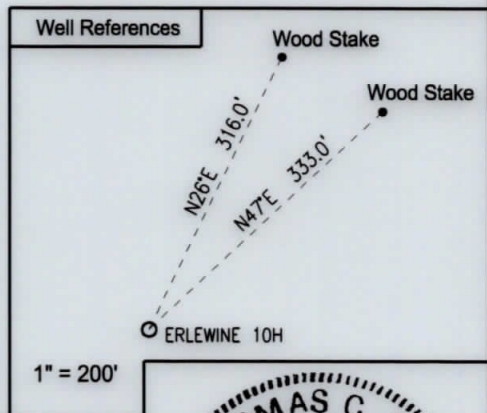 Well References
Wood Stake
Wood Stake
N26°E 316.0'
N47°E 333.0'
ERLEWINE 10H
1" = 200'
MAS C